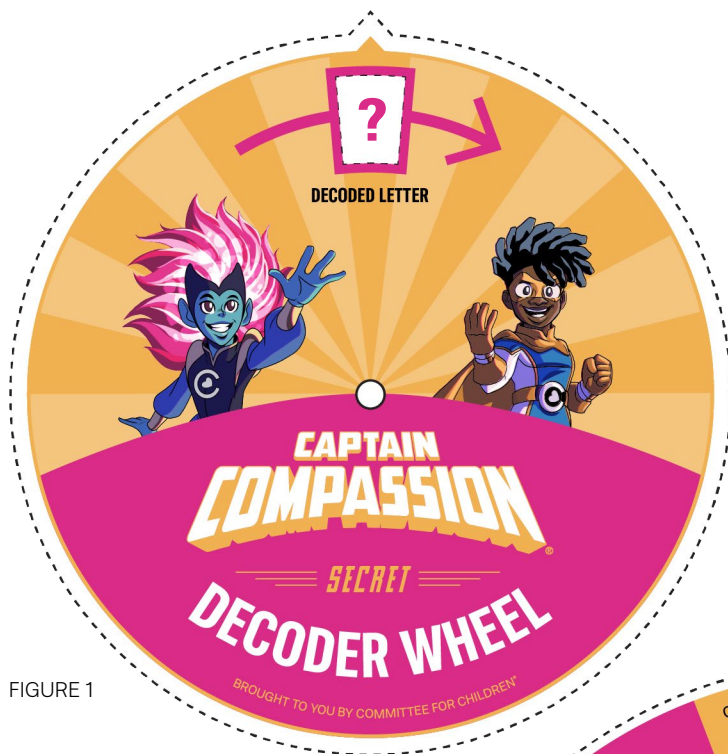 ?
DECODED LETTER
CAPTAIN
COMPASSION®
SECRET
DECODER WHEEL
BROUGHT TO YOU BY COMMITTEE FOR CHILDREN®
FIGURE 1